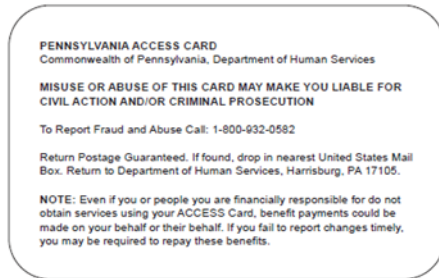 PENNSYLVANIA ACCESS CARD
Commonwealth of Pennsylvania, Department of Human Services
MISUSE OR ABUSE OF THIS CARD MAY MAKE YOU LIABLE FOR
CIVIL ACTION AND/OR CRIMINAL PROSECUTION
To Report Fraud and Abuse Call: 1-800-932-0582
Return Postage Guaranteed. If found, drop in nearest United States Mail
Box. Return to Department of Human Services, Harrisburg, PA 17105.
NOTE: Even if you or people you are financially responsible for do not
obtain services using your ACCESS Card, benefit payments could be
made on your behalf or their behalf. If you fail to report changes timely,
you may be required to repay these benefits.